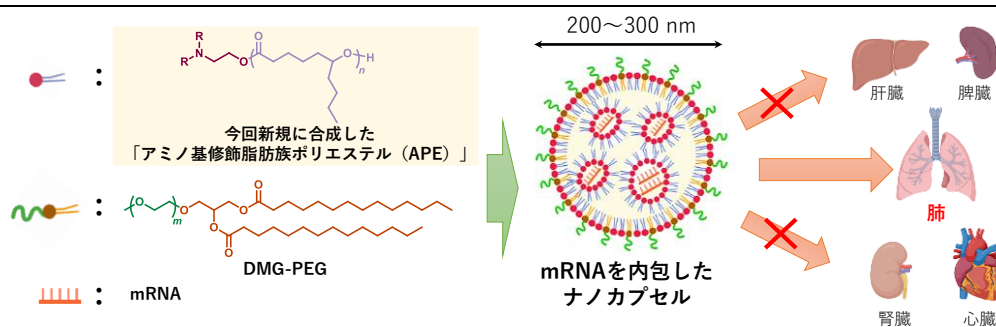 ：
R
R
N
O
O
O
H
n
今回新規に合成した
「アミノ基修飾脂肪族ポリエステル（APE）」
：
O
m
O
O
O
O
O
DMG-PEG
：
mRNA
200～300 nm
mRNAを内包した
ナノカプセル
肝臓
脾臓
肺
腎臓
心臓